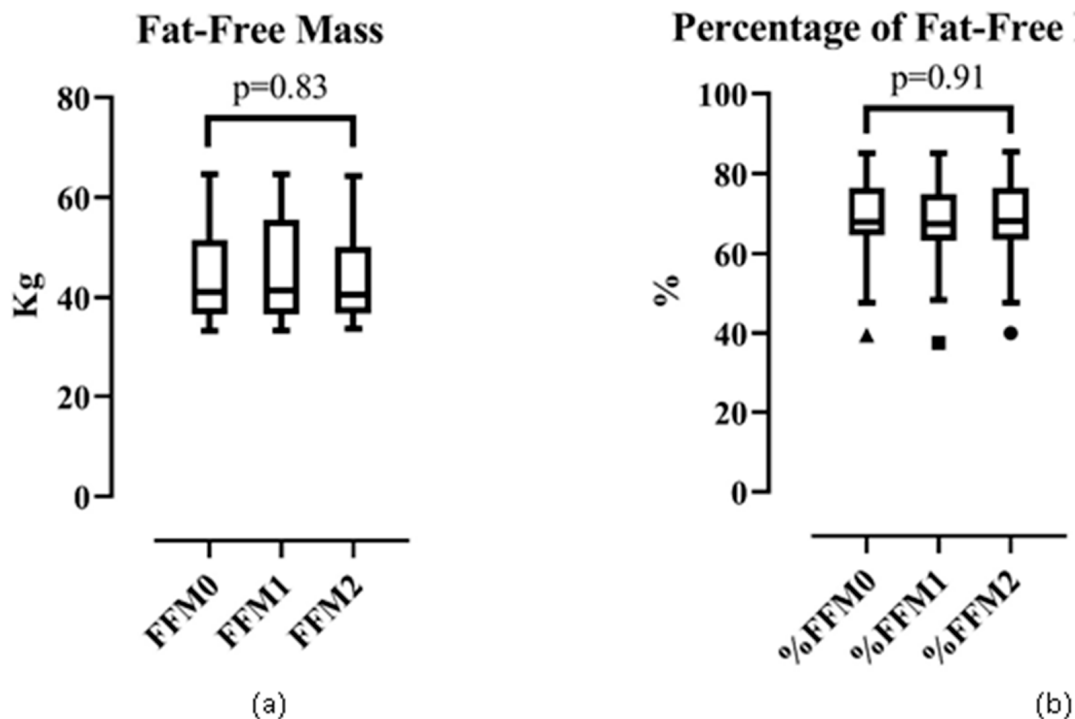 Fat-Free Mass
p=0.83
80
60
40
20
0
Kg
FFM0
FFM1
FFM2
(a)
Percentage of Fat-Free
p=0.91
100
80
60
40
20
0
%
%FFM0
%FFM1
%FFM2
(b)